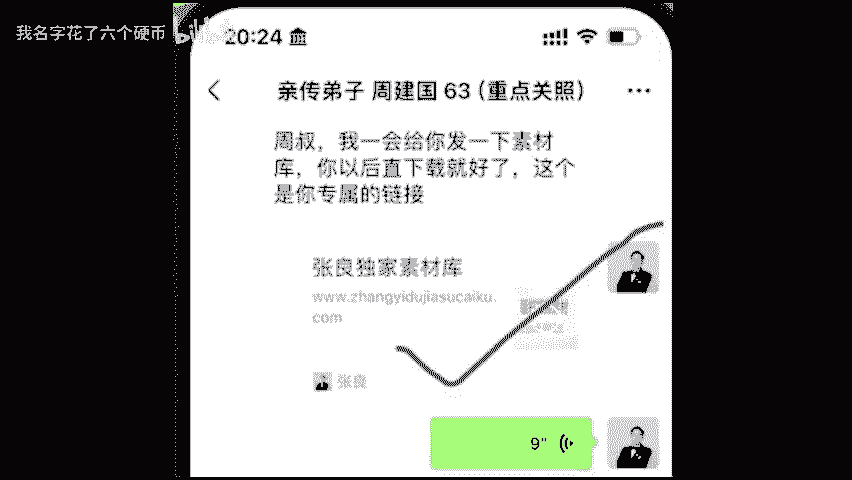 我名字花了六个硬币
bilibili
20:24
亲传弟子 周建国 63（重点关照）
周叔，我一会给你发一下素材
库，你以后直下载就好了，这个
是你专属的链接
张良独家素材库
www.zhangyidujiasucaiku.
com
张良
9"